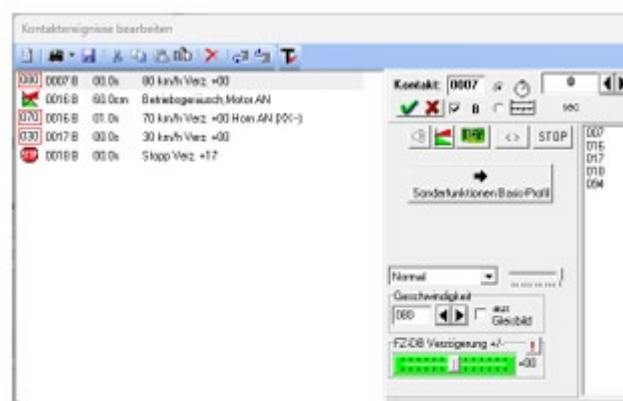 Kontaktereignisse bearbeiten
080 0007 B 00.0s 80 km/h Verz. +00
0016 B 60.0cm Betriebsgeräusch,Motor AN
070 0016 B 01.0s 70 km/h Verz. +00 Horn AN (XX--)
030 0017 B 00.0s 30 km/h Verz. +00
STOP 0018 B 00.0s Stopp Verz. +17
Kontakt: 0007 0
B sec
<> STOP
007
016
017
018
094
Sonderfunktionen Basic-Profil
Normal
Geschwindigkeit
080 aus Gleisbild
FZ-DB Verzögerung +/- !
+00